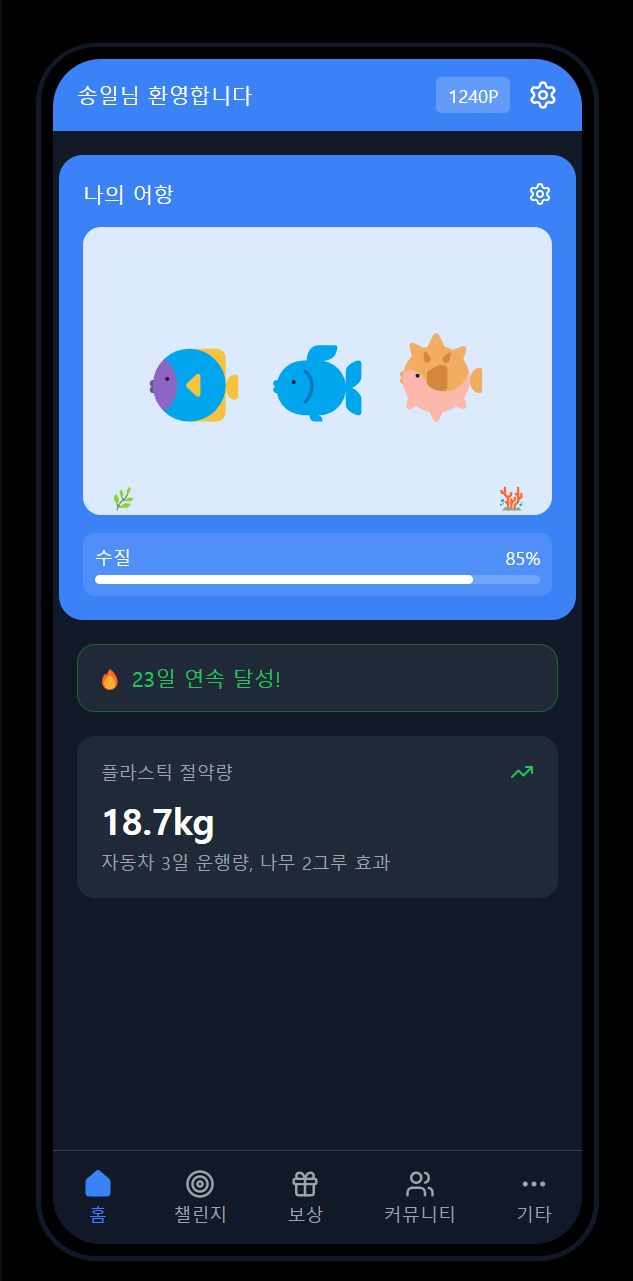 송일님 환영합니다
1240P
나의 어항
수질
85%
23일 연속 달성!
플라스틱 절약량
18.7kg
자동차 3일 운행량, 나무 2그루 효과
홈
챌린지
보상
커뮤니티
기타